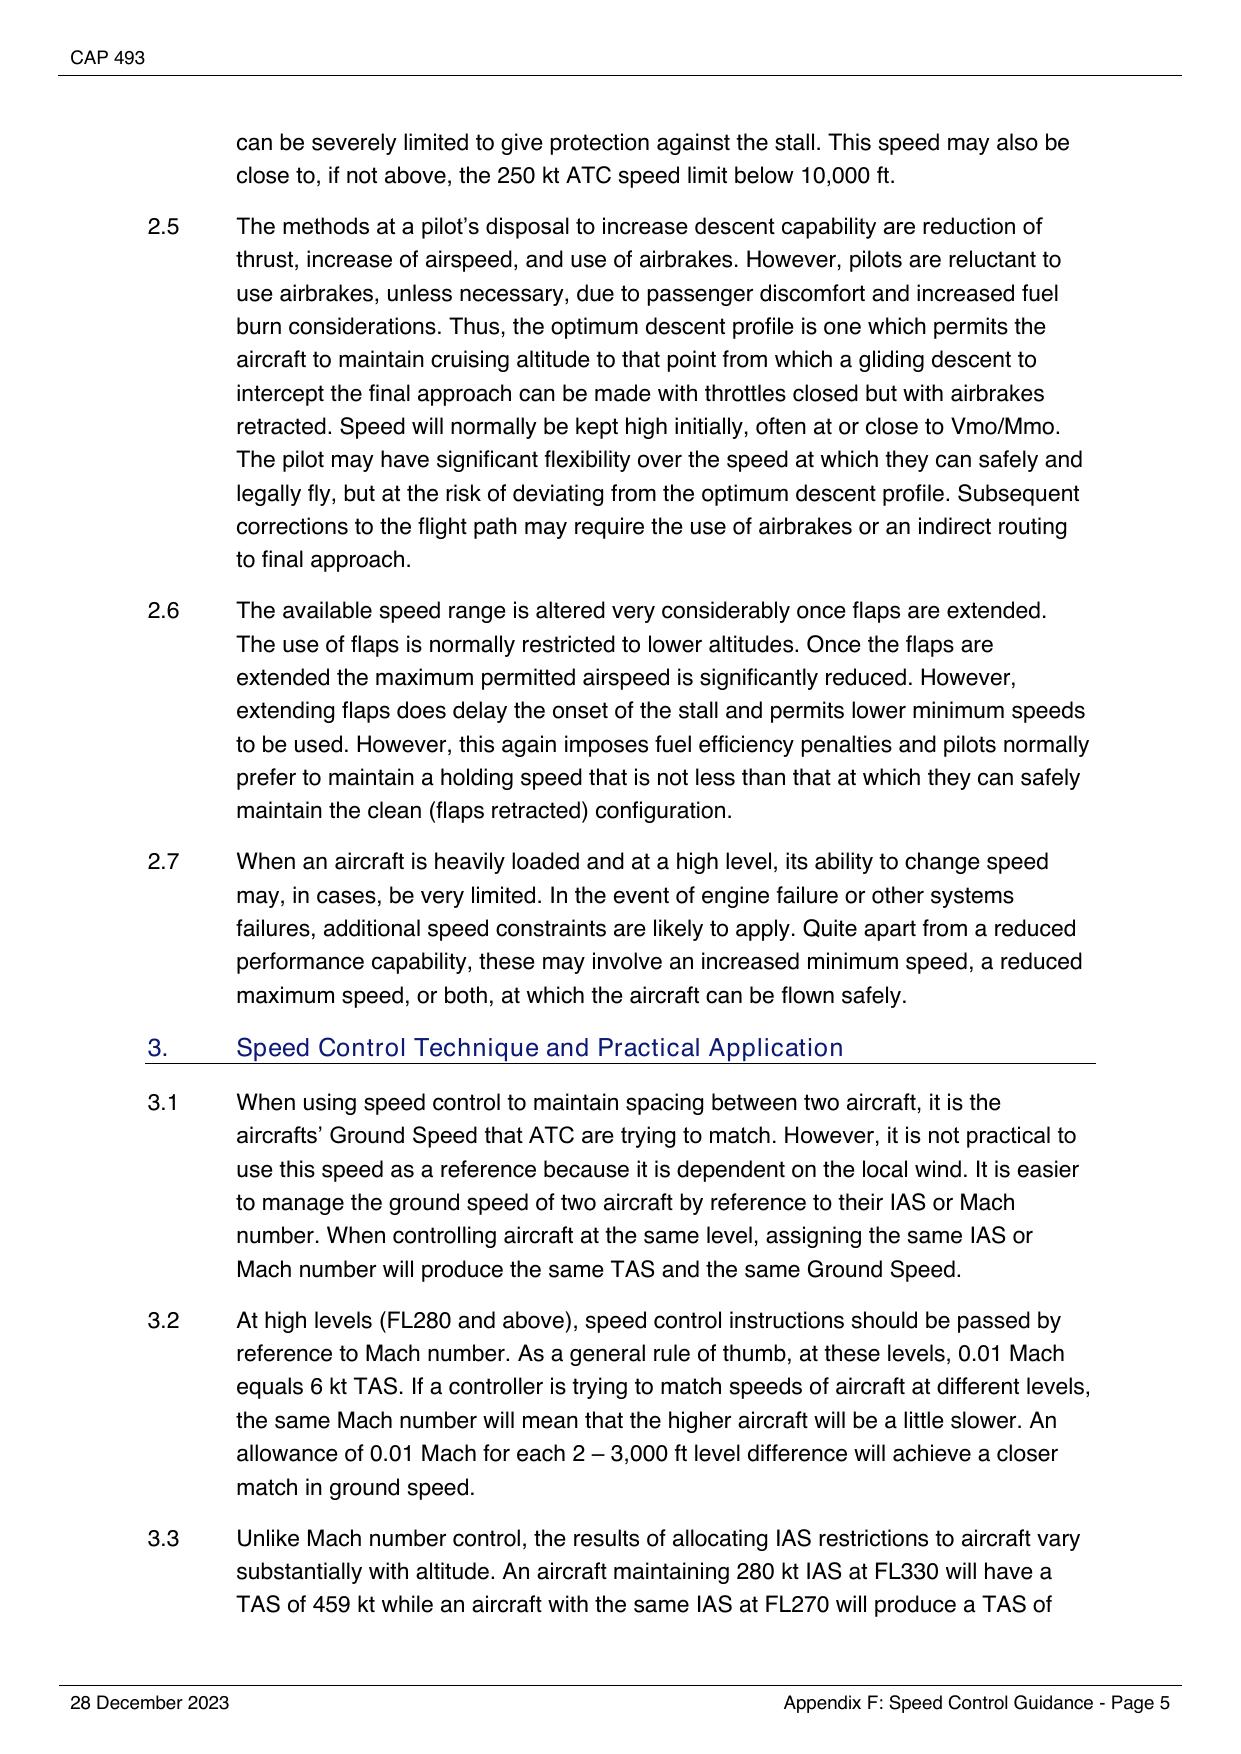 CAP 493
can be severely limited to give protection against the stall. This speed may also be
close to, if not above, the 250 kt ATC speed limit below 10,000 ft.
2.5 The methods at a pilot’s disposal to increase descent capability are reduction of
thrust, increase of airspeed, and use of airbrakes. However, pilots are reluctant to
use airbrakes, unless necessary, due to passenger discomfort and increased fuel
burn considerations. Thus, the optimum descent profile is one which permits the
aircraft to maintain cruising altitude to that point from which a gliding descent to
intercept the final approach can be made with throttles closed but with airbrakes
retracted. Speed will normally be kept high initially, often at or close to Vmo/Mmo.
The pilot may have significant flexibility over the speed at which they can safely and
legally fly, but at the risk of deviating from the optimum descent profile. Subsequent
corrections to the flight path may require the use of airbrakes or an indirect routing
to final approach.
2.6 The available speed range is altered very considerably once flaps are extended.
The use of flaps is normally restricted to lower altitudes. Once the flaps are
extended the maximum permitted airspeed is significantly reduced. However,
extending flaps does delay the onset of the stall and permits lower minimum speeds
to be used. However, this again imposes fuel efficiency penalties and pilots normally
prefer to maintain a holding speed that is not less than that at which they can safely
maintain the clean (flaps retracted) configuration.
2.7 When an aircraft is heavily loaded and at a high level, its ability to change speed
may, in cases, be very limited. In the event of engine failure or other systems
failures, additional speed constraints are likely to apply. Quite apart from a reduced
performance capability, these may involve an increased minimum speed, a reduced
maximum speed, or both, at which the aircraft can be flown safely.
3. Speed Control Technique and Practical Application
3.1 When using speed control to maintain spacing between two aircraft, it is the
aircrafts’ Ground Speed that ATC are trying to match. However, it is not practical to
use this speed as a reference because it is dependent on the local wind. It is easier
to manage the ground speed of two aircraft by reference to their IAS or Mach
number. When controlling aircraft at the same level, assigning the same IAS or
Mach number will produce the same TAS and the same Ground Speed.
3.2 At high levels (FL280 and above), speed control instructions should be passed by
reference to Mach number. As a general rule of thumb, at these levels, 0.01 Mach
equals 6 kt TAS. If a controller is trying to match speeds of aircraft at different levels,
the same Mach number will mean that the higher aircraft will be a little slower. An
allowance of 0.01 Mach for each 2 – 3,000 ft level difference will achieve a closer
match in ground speed.
3.3 Unlike Mach number control, the results of allocating IAS restrictions to aircraft vary
substantially with altitude. An aircraft maintaining 280 kt IAS at FL330 will have a
TAS of 459 kt while an aircraft with the same IAS at FL270 will produce a TAS of
28 December 2023 Appendix F: Speed Control Guidance - Page 5